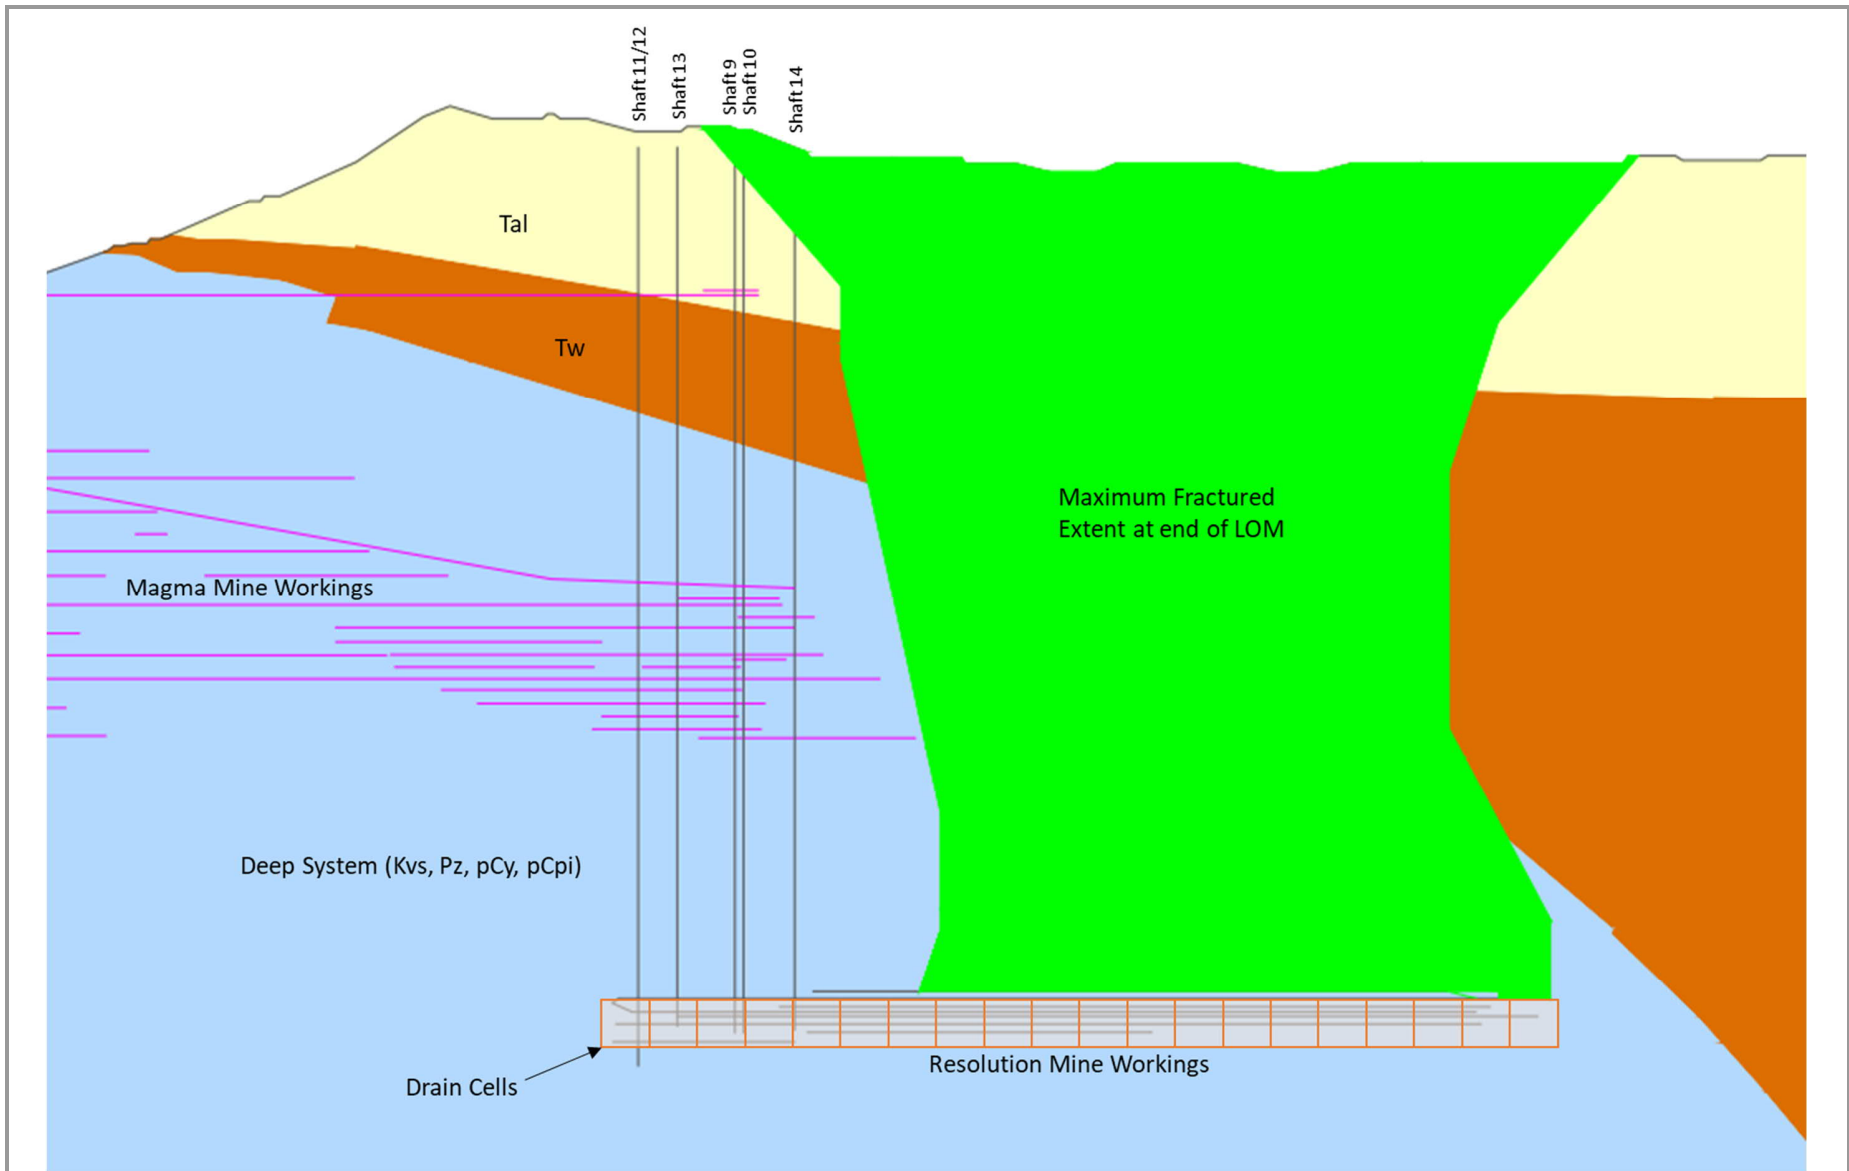 Shaft11/12
Shaft13
Shaft9
Shaft10
Shaft14
Tal
Tw
Maximum Fractured
Extent at end of LOM
Magma Mine Workings
Deep System (Kvs, Pz, pCy, pCpi)
Resolution Mine Workings
Drain Cells